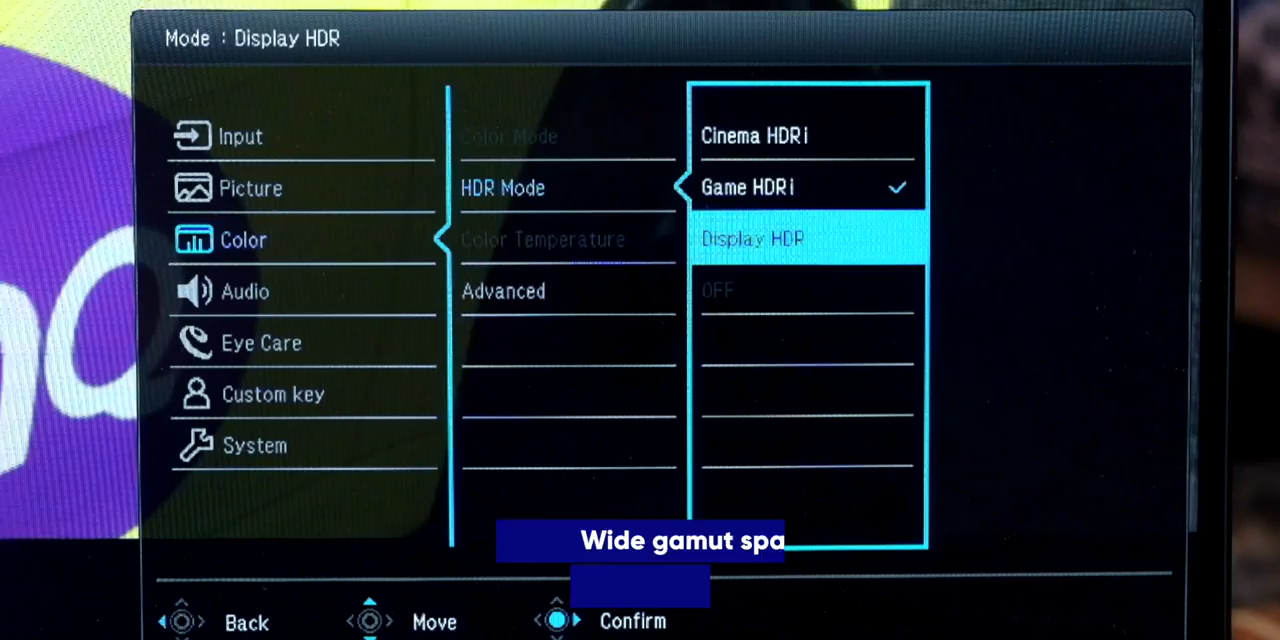 Mode : Display HDR
Input
Picture
Color
Audio
Eye Care
Custom key
System
Color Mode
HDR Mode
Color Temperature
Advanced
Cinema HDRi
Game HDRi
Display HDR
OFF
Wide gamut spa
Back
Move
Confirm